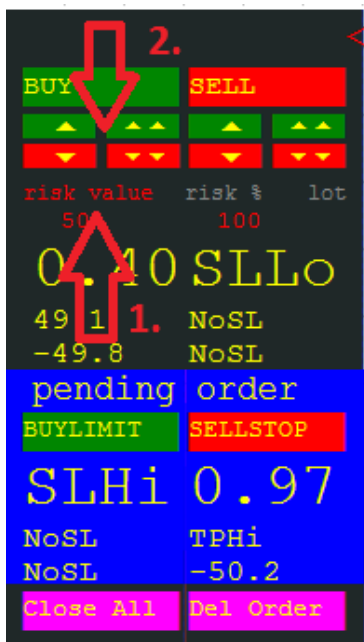 2.
BUY SELL
risk value risk % lot
100
SLLo
1.
NoSL
-49.8 NoSL
pending order
BUYLIMIT SELLSTOP
SLHi 0.97
NoSL TPHi
NoSL -50.2
Close All Del Order